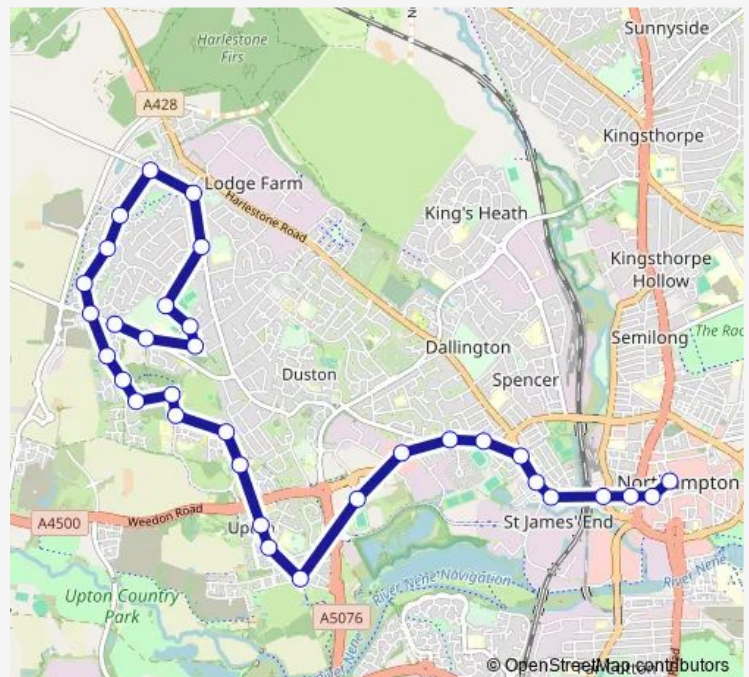 Sunnyside
Harlestone
Firs
N
A428
Kingsthorpe
Lodge Farm
Harlestone Road
King's Heath
Kingsthorpe
Hollow
Semilong
The Rac
Dallington
Duston
Spencer
Northampton
A4500
Weedon Road
Upton
St James' End
River Nene Navigation
River Nene
Upton Country
Park
A5076
© OpenStreetMap contributors